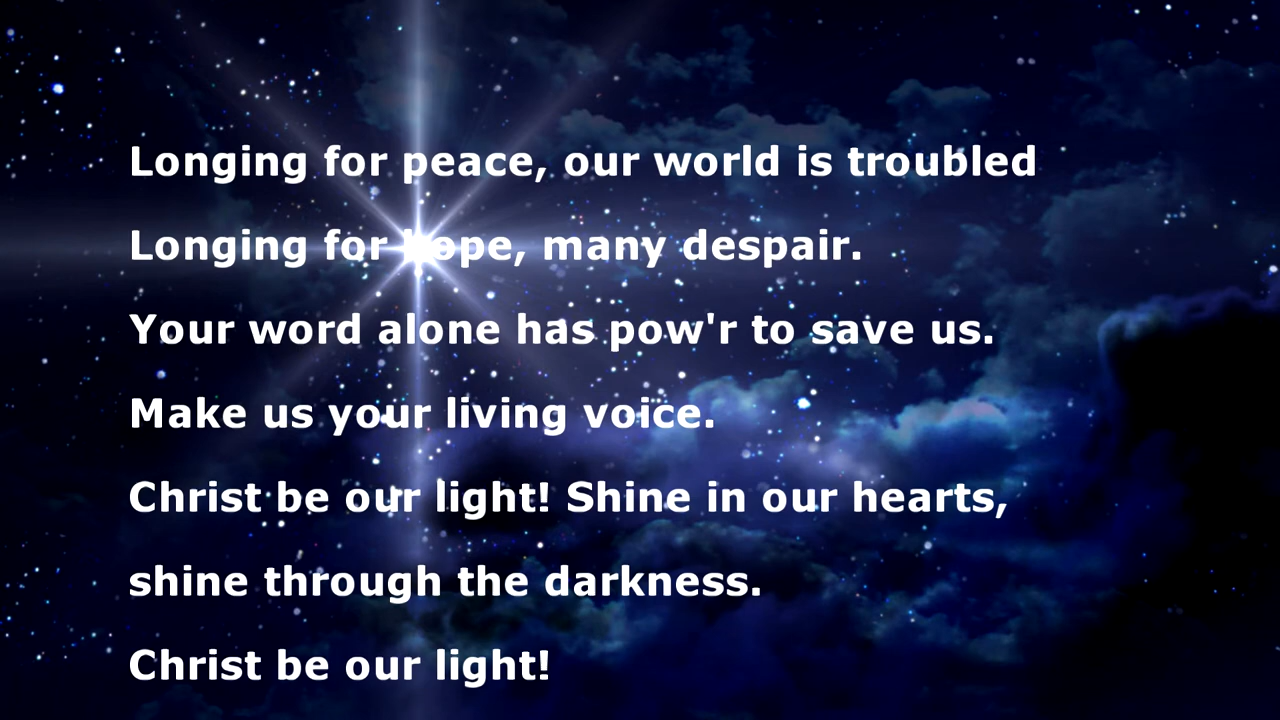 Longing for peace, our world is troubled
Longing for hope, many despair.
Your word alone has pow'r to save us.
Make us your living voice.
Christ be our light! Shine in our hearts,
shine through the darkness.
Christ be our light!